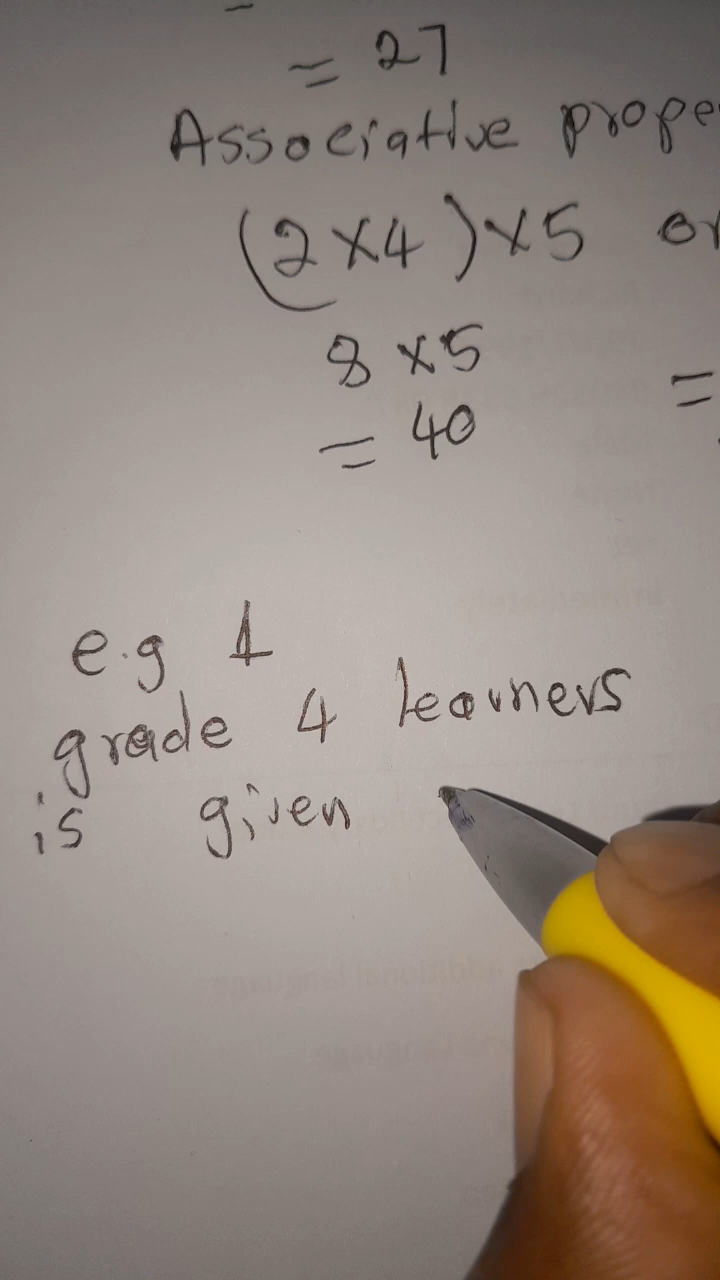 = 27
Associative prope
(2 × 4) × 5 or
8 × 5 =
= 40
e.g 1
grade 4 learners
is given